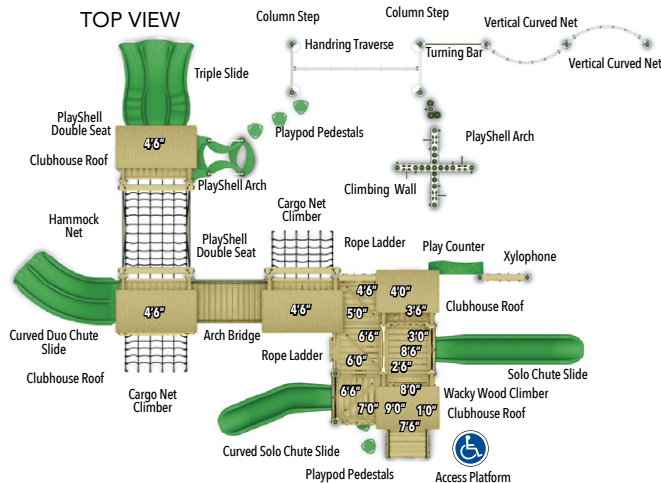 TOP VIEW
Column Step
Column Step
Vertical Curved Net
Handring Traverse
Turning Bar
Vertical Curved Net
Triple Slide
PlayShell
Double Seat
4'6"
Playpod Pedestals
PlayShell Arch
Clubhouse Roof
PlayShell Arch
Climbing Wall
Cargo Net
Climber
Hammock
Net
PlayShell
Double Seat
Rope Ladder
Play Counter
Xylophone
4'6"
4'0"
4'6"
4'6"
5'0"
3'6"
Clubhouse Roof
Curved Duo Chute
Slide
Arch Bridge
6'6"
3'0"
Rope Ladder
6'0"
8'6"
2'6"
Solo Chute Slide
Clubhouse Roof
Cargo Net
Climber
6'6"
8'0"
Wacky Wood Climber
7'0"
9'0"
1'0"
Clubhouse Roof
7'6"
Curved Solo Chute Slide
Playpod Pedestals
Access Platform